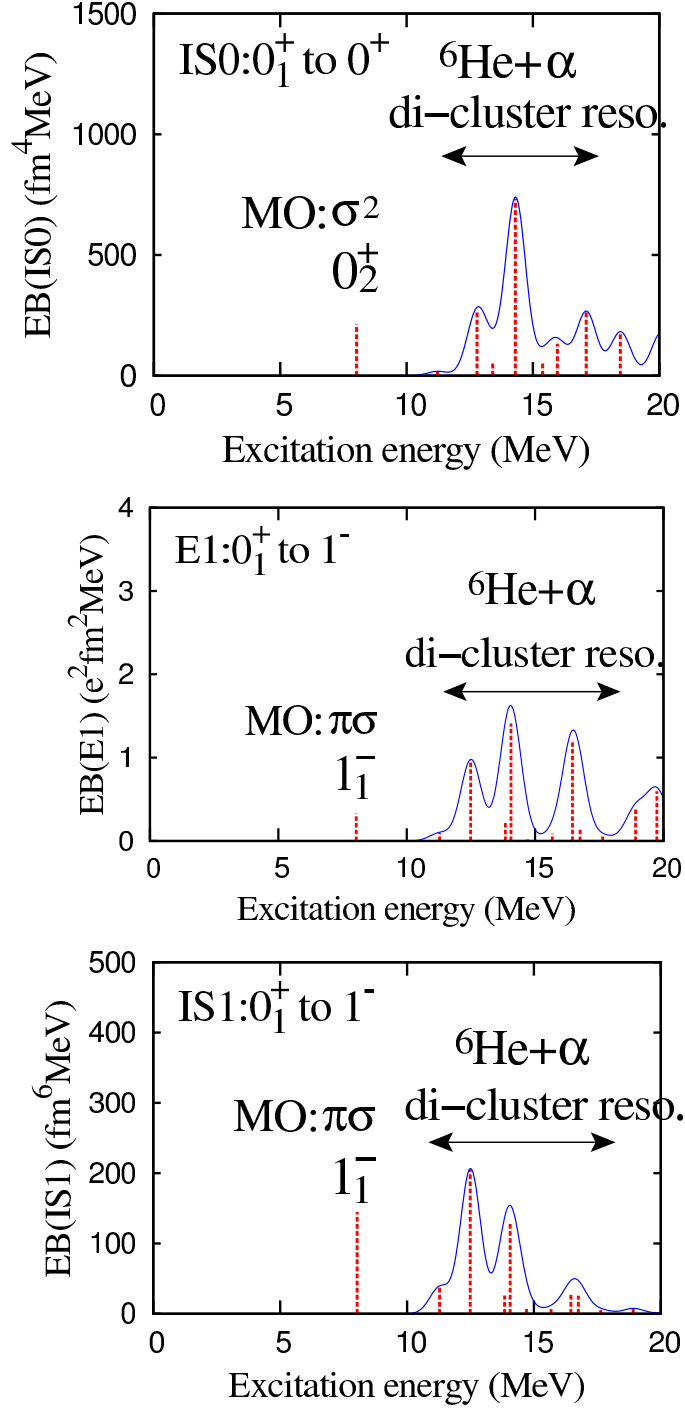 1500
1000
500
0
EB(IS0) (fm⁴MeV)
IS0:0₁⁺ to 0⁺
⁶He+α
di−cluster reso.
MO:σ²
0₂⁺
0 5 10 15 20
Excitation energy (MeV)
4
3
2
1
0
EB(E1) (e²fm²MeV)
E1:0₁⁺ to 1⁻
⁶He+α
di−cluster reso.
MO:πσ
1₁⁻
0 5 10 15 20
Excitation energy (MeV)
500
400
300
200
100
0
EB(IS1) (fm⁶MeV)
IS1:0₁⁺ to 1⁻
⁶He+α
di−cluster reso.
MO:πσ
1₁⁻
0 5 10 15 20
Excitation energy (MeV)